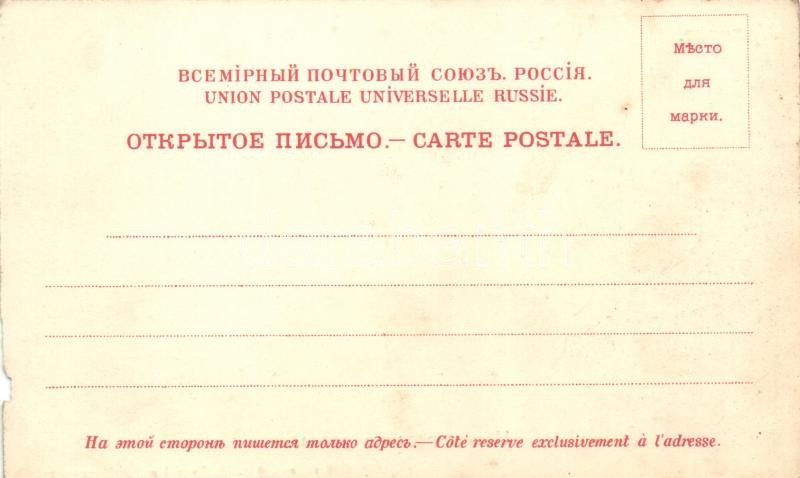 Мѣсто
для
марки.
ВСЕМІРНЫЙ ПОЧТОВЫЙ СОЮЗЪ. РОССІЯ.
UNION POSTALE UNIVERSELLE RUSSIE.
ОТКРЫТОЕ ПИСЬМО.— CARTE POSTALE.
На этой сторонѣ пишется только адресъ.—Côté reserve exclusivement à l'adresse.